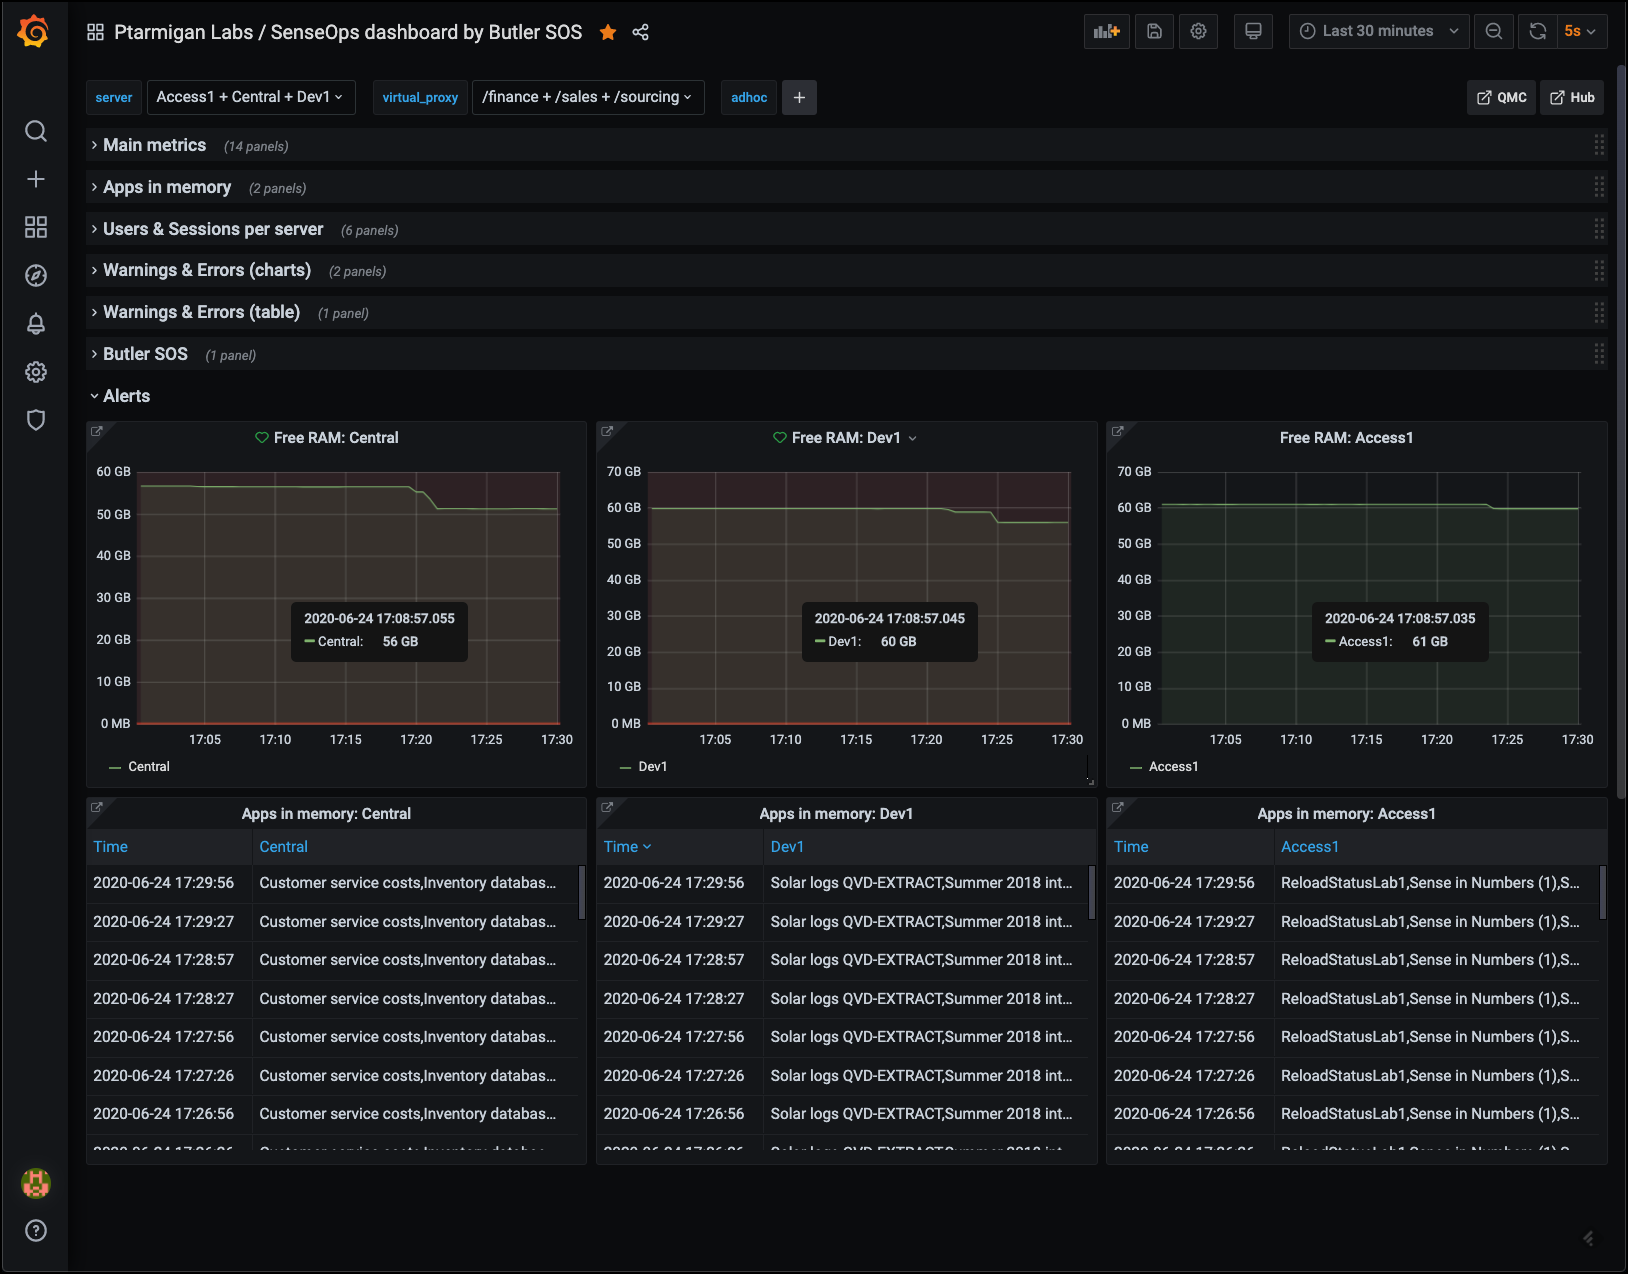 Ptarmigan Labs / SenseOps dashboard by Butler SOS
Last 30 minutes
5s
server
Access1 + Central + Dev1
virtual_proxy
/finance + /sales + /sourcing
adhoc
+
QMC
Hub
Main metrics (14 panels)
Apps in memory (2 panels)
Users & Sessions per server (6 panels)
Warnings & Errors (charts) (2 panels)
Warnings & Errors (table) (1 panel)
Butler SOS (1 panel)
Alerts
Free RAM: Central
60 GB
50 GB
40 GB
30 GB
20 GB
10 GB
0 MB
2020-06-24 17:08:57.055
Central: 56 GB
17:05 17:10 17:15 17:20 17:25 17:30
Central
Free RAM: Dev1
70 GB
60 GB
50 GB
40 GB
30 GB
20 GB
10 GB
0 MB
2020-06-24 17:08:57.045
Dev1: 60 GB
17:05 17:10 17:15 17:20 17:25 17:30
Dev1
Free RAM: Access1
70 GB
60 GB
50 GB
40 GB
30 GB
20 GB
10 GB
0 MB
2020-06-24 17:08:57.035
Access1: 61 GB
17:05 17:10 17:15 17:20 17:25 17:30
Access1
Apps in memory: Central
Time Central
2020-06-24 17:29:56 Customer service costs,Inventory databas...
2020-06-24 17:29:27 Customer service costs,Inventory databas...
2020-06-24 17:28:57 Customer service costs,Inventory databas...
2020-06-24 17:28:27 Customer service costs,Inventory databas...
2020-06-24 17:27:56 Customer service costs,Inventory databas...
2020-06-24 17:27:26 Customer service costs,Inventory databas...
2020-06-24 17:26:56 Customer service costs,Inventory databas...
Apps in memory: Dev1
Time Dev1
2020-06-24 17:29:56 Solar logs QVD-EXTRACT,Summer 2018 int...
2020-06-24 17:29:27 Solar logs QVD-EXTRACT,Summer 2018 int...
2020-06-24 17:28:57 Solar logs QVD-EXTRACT,Summer 2018 int...
2020-06-24 17:28:27 Solar logs QVD-EXTRACT,Summer 2018 int...
2020-06-24 17:27:56 Solar logs QVD-EXTRACT,Summer 2018 int...
2020-06-24 17:27:26 Solar logs QVD-EXTRACT,Summer 2018 int...
2020-06-24 17:26:56 Solar logs QVD-EXTRACT,Summer 2018 int...
Apps in memory: Access1
Time Access1
2020-06-24 17:29:56 ReloadStatusLab1,Sense in Numbers (1),S...
2020-06-24 17:29:27 ReloadStatusLab1,Sense in Numbers (1),S...
2020-06-24 17:28:57 ReloadStatusLab1,Sense in Numbers (1),S...
2020-06-24 17:28:27 ReloadStatusLab1,Sense in Numbers (1),S...
2020-06-24 17:27:56 ReloadStatusLab1,Sense in Numbers (1),S...
2020-06-24 17:27:26 ReloadStatusLab1,Sense in Numbers (1),S...
2020-06-24 17:26:56 ReloadStatusLab1,Sense in Numbers (1),S...